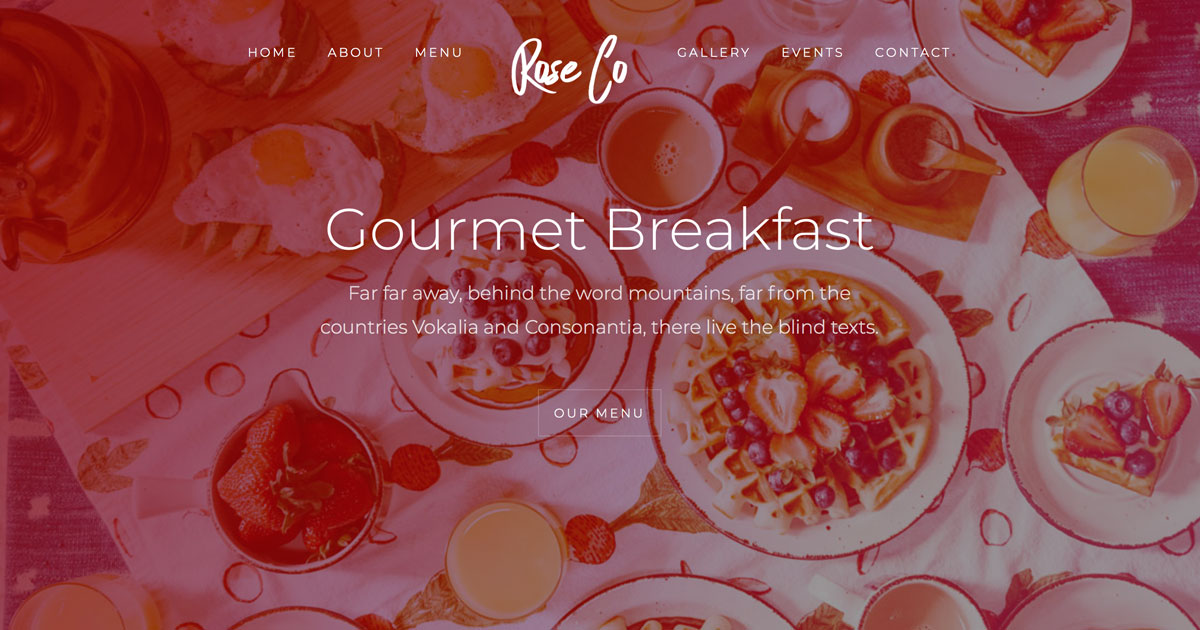 HOME ABOUT MENU Rose Co GALLERY EVENTS CONTACT
Gourmet Breakfast
Far far away, behind the word mountains, far from the
countries Vokalia and Consonantia, there live the blind texts.
OUR MENU